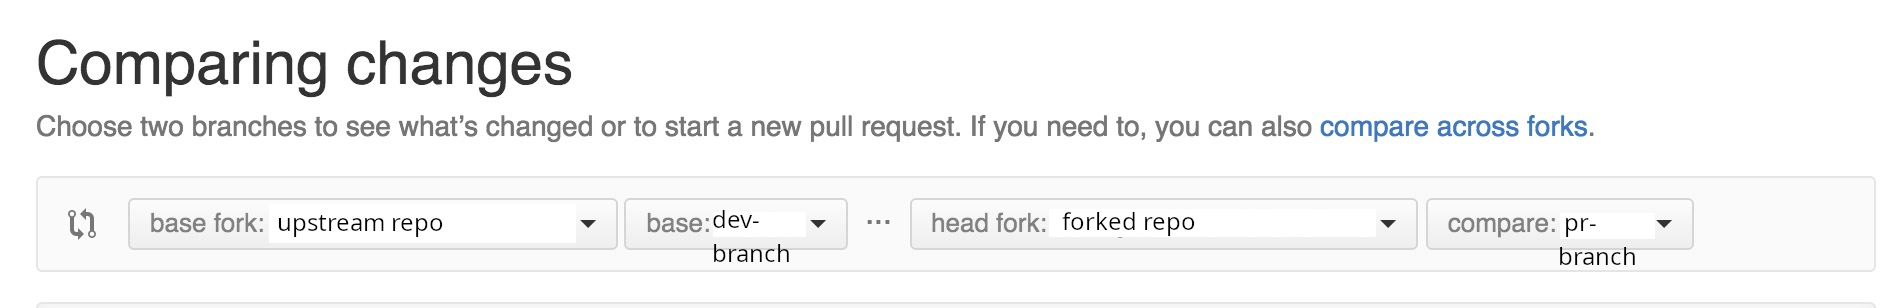 Comparing changes
Choose two branches to see what’s changed or to start a new pull request. If you need to, you can also compare across forks.
base fork: upstream repo base: dev-branch ... head fork: forked repo compare: pr-branch